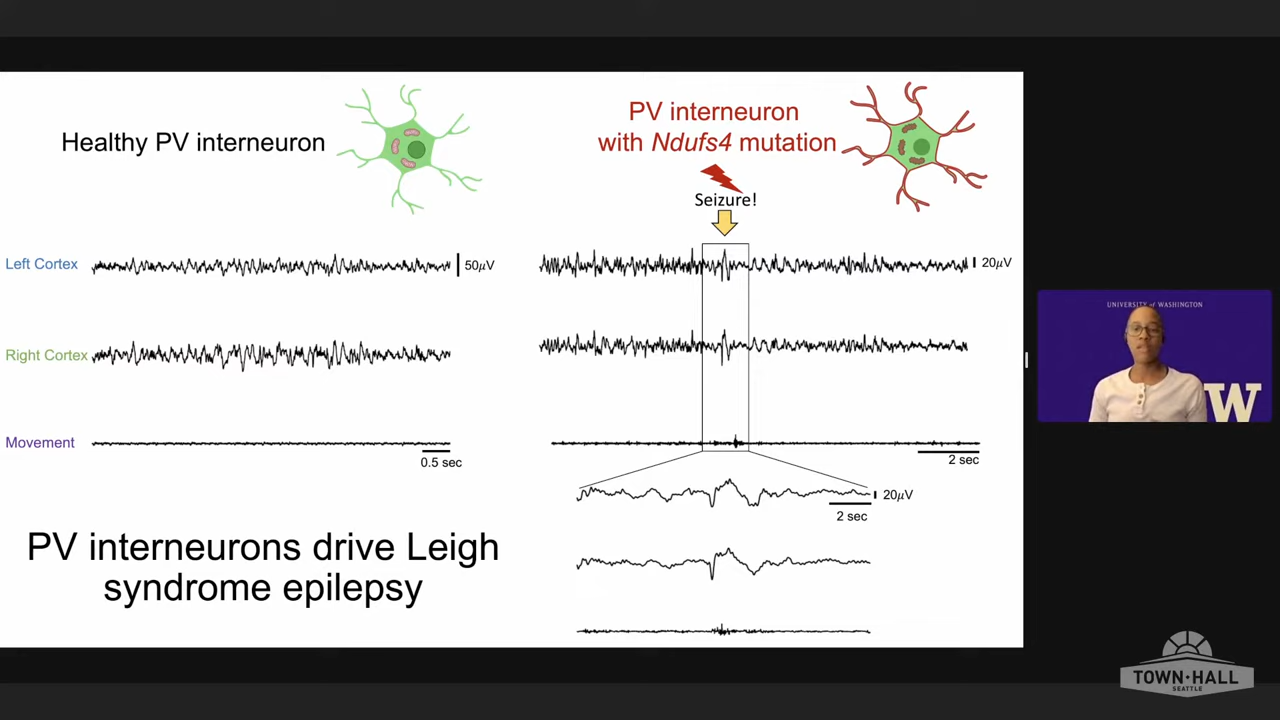 Healthy PV interneuron
PV interneuron
with Ndufs4 mutation
Seizure!
Left Cortex
50µV
20µV
Right Cortex
Movement
0.5 sec
2 sec
20µV
2 sec
PV interneurons drive Leigh
syndrome epilepsy
UNIVERSITY of WASHINGTON
W
TOWN·HALL
SEATTLE